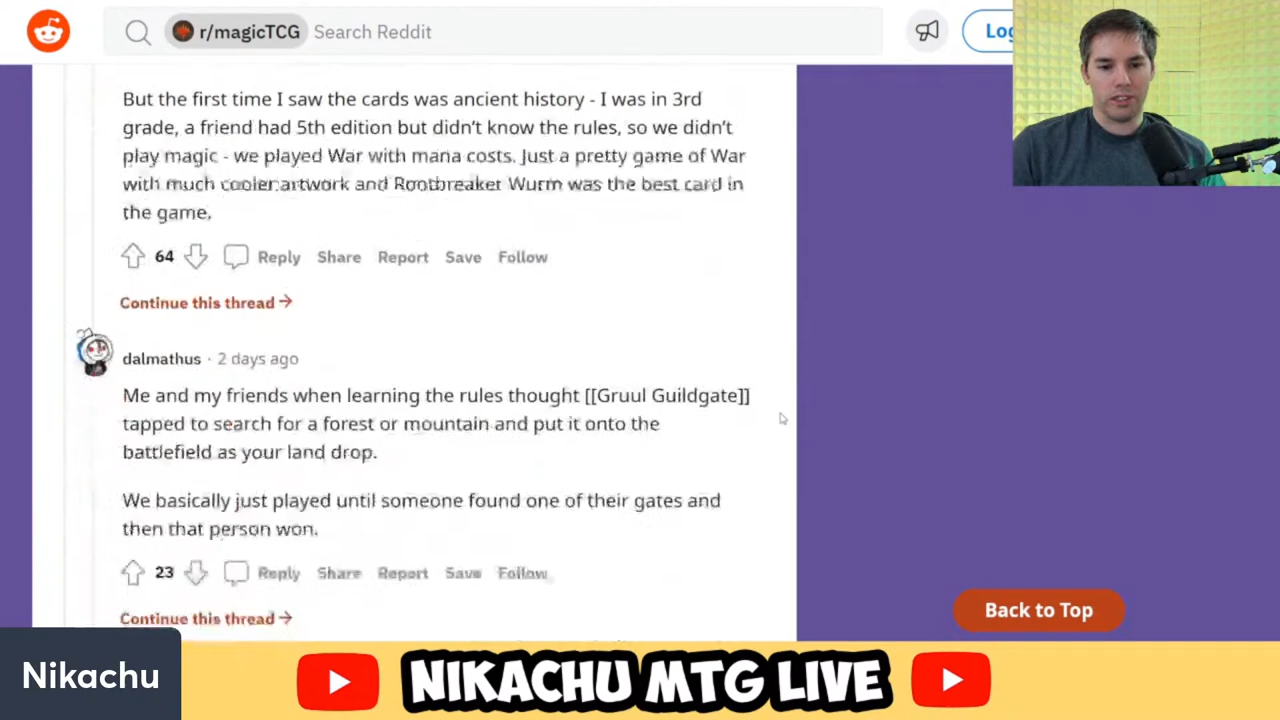 r/magicTCG Search Reddit
But the first time I saw the cards was ancient history - I was in 3rd
grade, a friend had 5th edition but didn't know the rules, so we didn't
play magic - we played War with mana costs. Just a pretty game of War
with much cooler artwork and Rootbreaker Wurm was the best card in
the game.
64 Reply Share Report Save Follow
Continue this thread
dalmathus · 2 days ago
Me and my friends when learning the rules thought [[Gruul Guildgate]]
tapped to search for a forest or mountain and put it onto the
battlefield as your land drop.
We basically just played until someone found one of their gates and
then that person won.
23 Reply Share Report Save Follow
Back to Top
Continue this thread
Nikachu
NIKACHU MTG LIVE